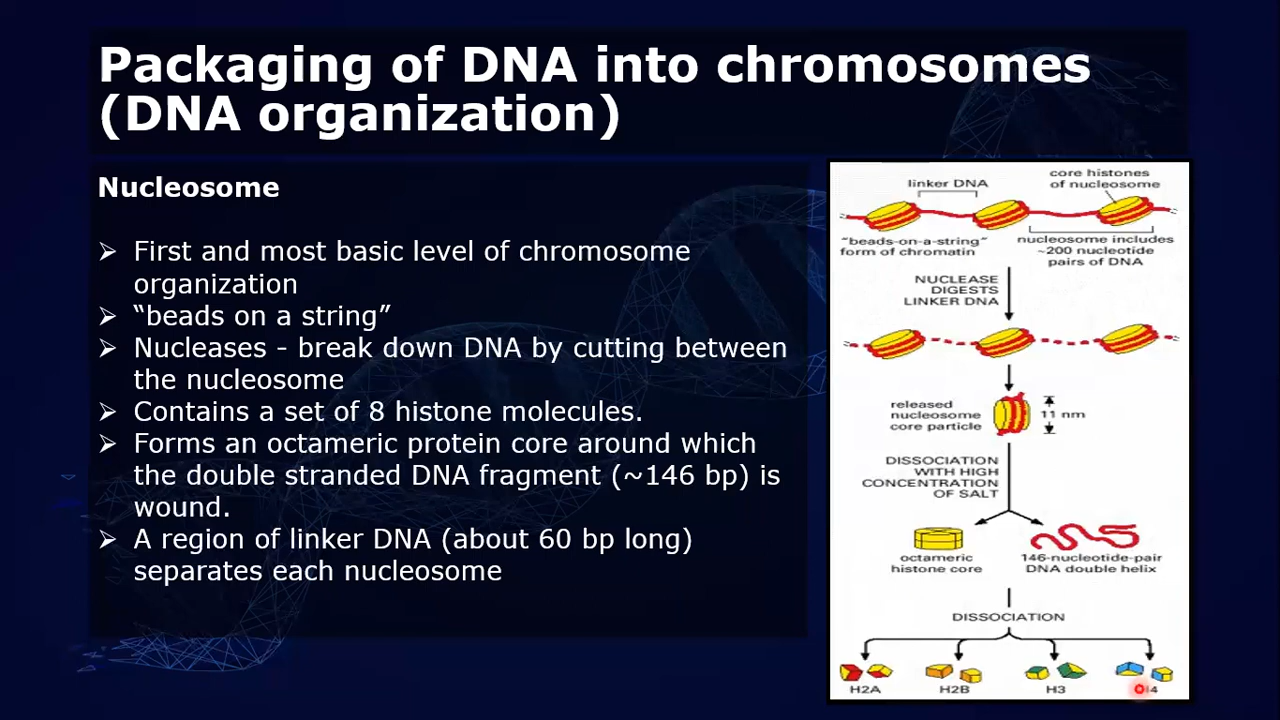 Packaging of DNA into chromosomes
(DNA organization)
Nucleosome
➢ First and most basic level of chromosome
organization
➢ “beads on a string”
➢ Nucleases - break down DNA by cutting between
the nucleosome
➢ Contains a set of 8 histone molecules.
➢ Forms an octameric protein core around which
the double stranded DNA fragment (~146 bp) is
wound.
➢ A region of linker DNA (about 60 bp long)
separates each nucleosome
linker DNA
core histones
of nucleosome
“beads-on-a-string”
form of chromatin
nucleosome includes
~200 nucleotide
pairs of DNA
NUCLEASE
DIGESTS
LINKER DNA
released
nucleosome
core particle
11 nm
DISSOCIATION
WITH HIGH
CONCENTRATION
OF SALT
octameric
histone core
146-nucleotide-pair
DNA double helix
DISSOCIATION
H2A
H2B
H3